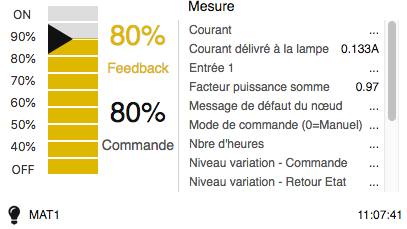 ON
90%
80%
70%
60%
50%
40%
OFF
80%
Feedback
80%
Commande
Mesure
Courant ...
Courant délivré à la lampe 0.133A
Entrée 1 ...
Facteur puissance somme 0.97
Message de défaut du nœud ...
Mode de commande (0=Manuel) ...
Nbre d'heures ...
Niveau variation - Commande ...
Niveau variation - Retour Etat ...
MAT1 11:07:41